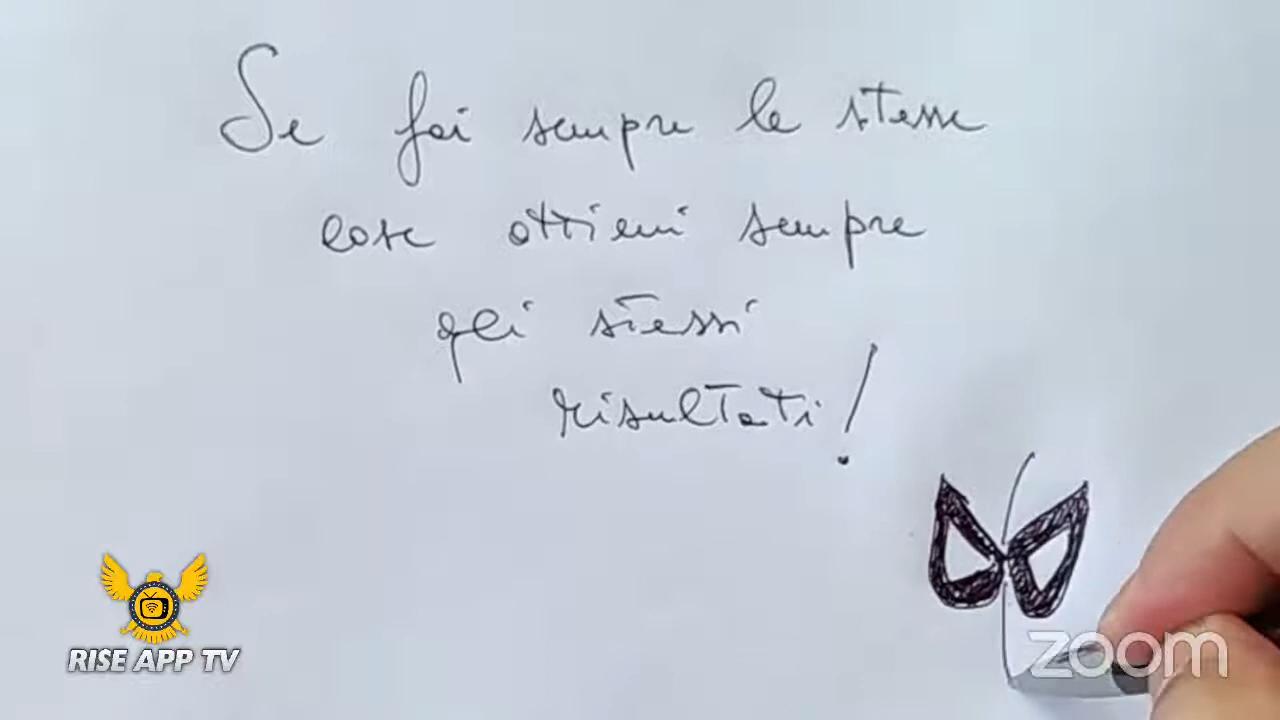 Se fai sempre le stesse
cose ottieni sempre
gli stessi
risultati!
RISE APP TV
zoom